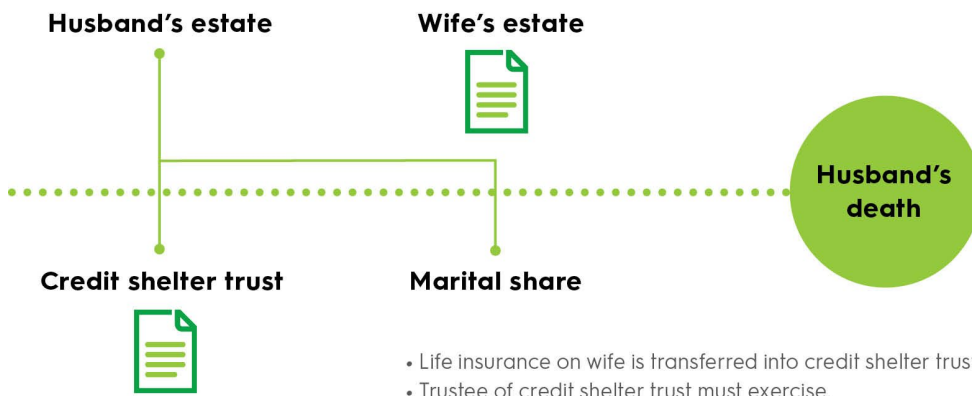 Husband's estate
Wife's estate
Husband's
death
Credit shelter trust
Marital share
• Life insurance on wife is transferred into credit shelter trus
• Trustee of credit shelter trust must exercise